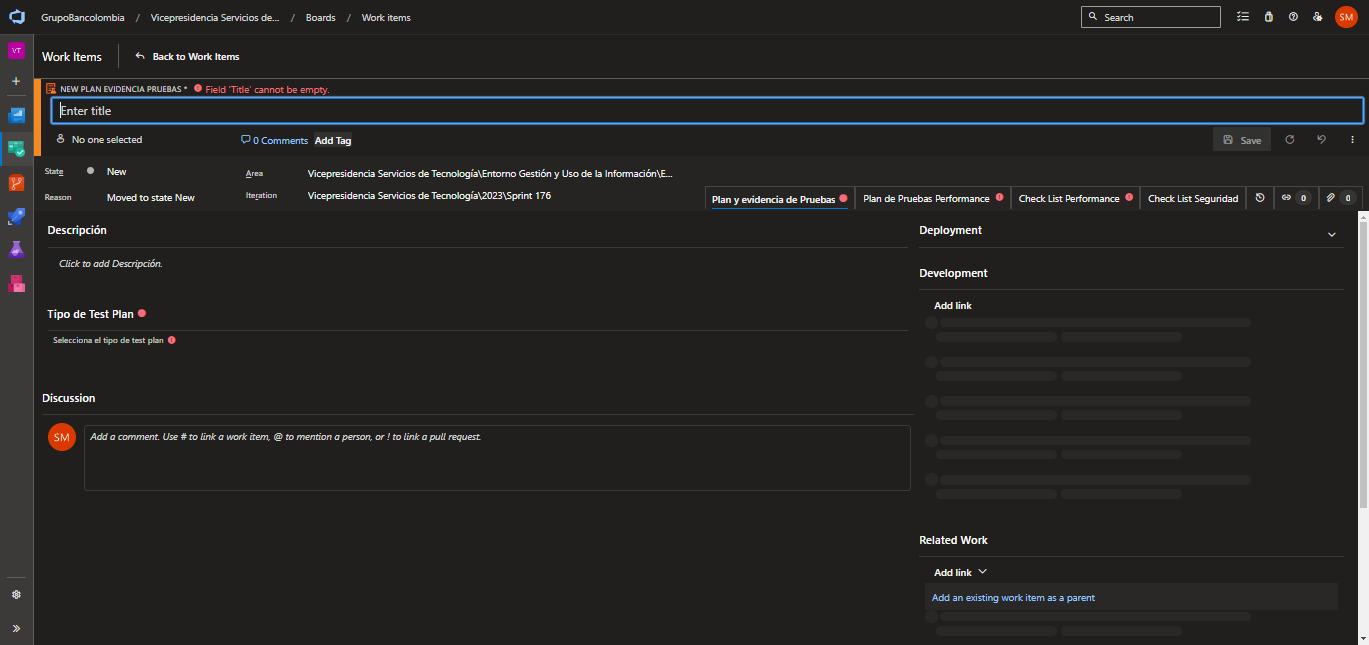 GrupoBancolombia / Vicepresidencia Servicios de... / Boards / Work items
Search
SM
VT
Work Items
Back to Work Items
NEW PLAN EVIDENCIA PRUEBAS *
Field 'Title' cannot be empty.
Enter title
No one selected
0 Comments
Add Tag
Save
State
New
Area
Vicepresidencia Servicios de Tecnología\Entorno Gestión y Uso de la Información\E...
Reason
Moved to state New
Iteration
Vicepresidencia Servicios de Tecnología\2023\Sprint 176
Plan y evidencia de Pruebas
Plan de Pruebas Performance
Check List Performance
Check List Seguridad
0
0
Descripción
Click to add Descripción.
Tipo de Test Plan
Selecciona el tipo de test plan
Discussion
SM
Add a comment. Use # to link a work item, @ to mention a person, or ! to link a pull request.
Deployment
Development
Add link
Related Work
Add link
Add an existing work item as a parent